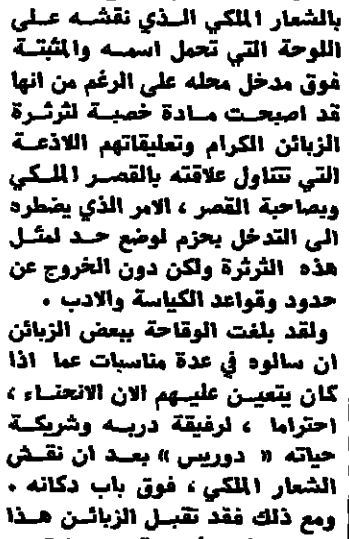 بالشعار الملكي الذي نقشه على
اللوحة التي تحمل اسمه والمثبتة
فوق مدخل محله على الرغم من انها
قد اصبحت مادة خصبة لثرثرة
الزبائن الكرام وتعليقاتهم اللاذعة
التي تتناول علاقته بالقصر الملكي
وبصاحبة القصر ، الامر الذي يضطره
الى التدخل بحزم لوضع حد لمثل
هذه الثرثرة ولكن دون الخروج عن
حدود وقواعد الكياسة والادب .
ولقد بلغت الوقاحة ببعض الزبائن
ان سالوه في عدة مناسبات عما اذا
كان يتعين عليهم الان الانحناء ،
احتراما ، لرفيقة دربه وشريكة
حياته « دوريس » بعد ان نقش
الشعار الملكي ، فوق باب دكانه .
ومع ذلك فقد تقبل الزبائن هذا